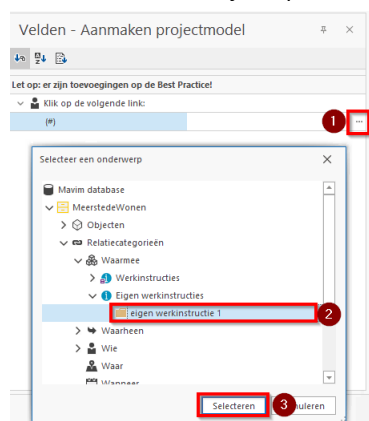 Velden - Aanmaken projectmodel
Let op: er zijn toevoegingen op de Best Practice!
Klik op de volgende link:
(#)
1
Selecteer een onderwerp
Mavim database
MeerstedeWonen
Objecten
Relatiecategorieën
Waarmee
Werkinstructies
Eigen werkinstructies
eigen werkinstructie 1
2
Waarheen
Wie
Waar
Wanneer
Selecteren
3
uleren